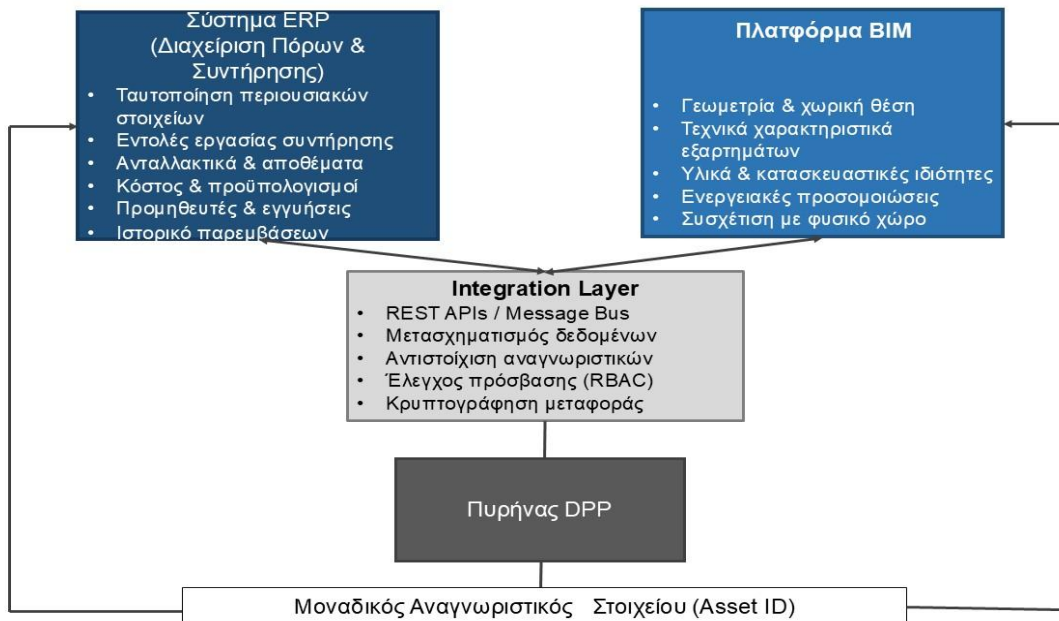 Σύστημα ERP
(Διαχείριση Πόρων &
Συντήρησης)
• Ταυτοποίηση περιουσιακών
στοιχείων
• Εντολές εργασίας συντήρησης
• Ανταλλακτικά & αποθέματα
• Κόστος & προϋπολογισμοί
• Προμηθευτές & εγγυήσεις
• Ιστορικό παρεμβάσεων
Πλατφόρμα BIM
• Γεωμετρία & χωρική θέση
• Τεχνικά χαρακτηριστικά
εξαρτημάτων
• Υλικά & κατασκευαστικές ιδιότητες
• Ενεργειακές προσομοιώσεις
• Συσχέτιση με φυσικό χώρο
Integration Layer
• REST APIs / Message Bus
• Μετασχηματισμός δεδομένων
• Αντιστοίχιση αναγνωριστικών
• Έλεγχος πρόσβασης (RBAC)
• Κρυπτογράφηση μεταφοράς
Πυρήνας DPP
Μοναδικός Αναγνωριστικός Στοιχείου (Asset ID)